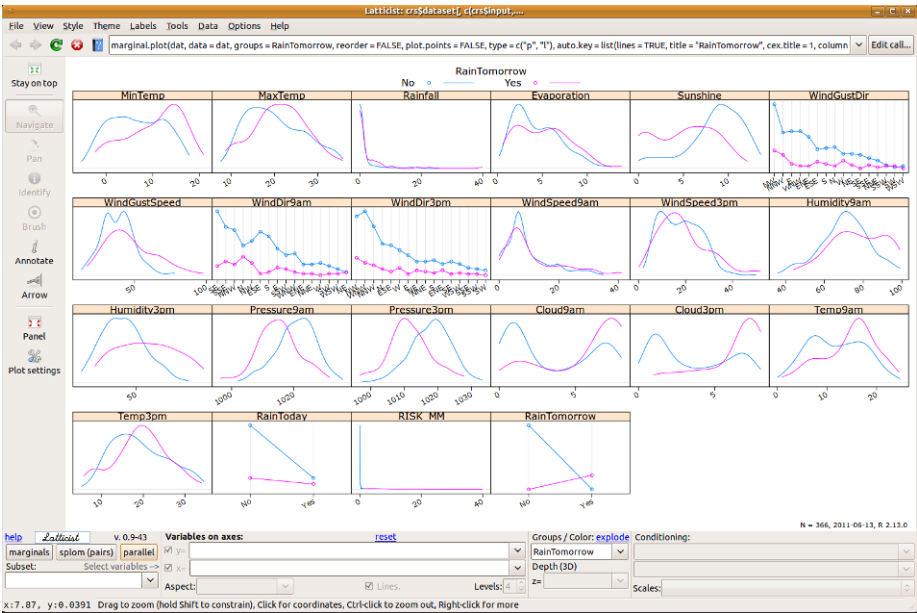 Latticist: crs$dataset[, c(crs$input,....
File Edit View Style Theme Labels Tools Data Options Help
marginal.plot(dat, data = dat, groups = RainTomorrow, reorder = FALSE, plot.points = FALSE, type = c("p", "l"), auto.key = list(lines = TRUE, title = "RainTomorrow", cex.title = 1, column
Edit call...
Stay on top
Navigate
Pan
Identify
Brush
Annotate
Arrow
Panel
Plot settings
RainTomorrow
No Yes
MinTemp MaxTemp Rainfall Evaporation Sunshine WindGustDir
0 10 20 10 20 30 0 20 40 0 5 10 0 5 10
WindGustSpeed WindDir9am WindDir3pm WindSpeed9am WindSpeed3pm Humidity9am
50 100 0 20 40 0 20 40 40 60 80 100
Humidity3pm Pressure9am Pressure3pm Cloud9am Cloud3pm Temp9am
50 1000 1020 1000 1010 1020 1030 0 5 0 5 0 10 20
Temp3pm RainToday RISK MM RainTomorrow
10 20 30 No Yes 0 20 40 No Yes
N = 366, 2011-06-13, R 2.13.0
help Latticist v. 0.9-43 Variables on axes: reset Groups / Color: explode Conditioning:
marginals splom (pairs) parallel y= RainTomorrow
Subset: Select variables --> x= Depth (3D)
Aspect: Lines. Levels: 4 z= Scales:
x:7.87, y:0.0391 Drag to zoom (hold Shift to constrain), Click for coordinates, Ctrl-click to zoom out, Right-click for more